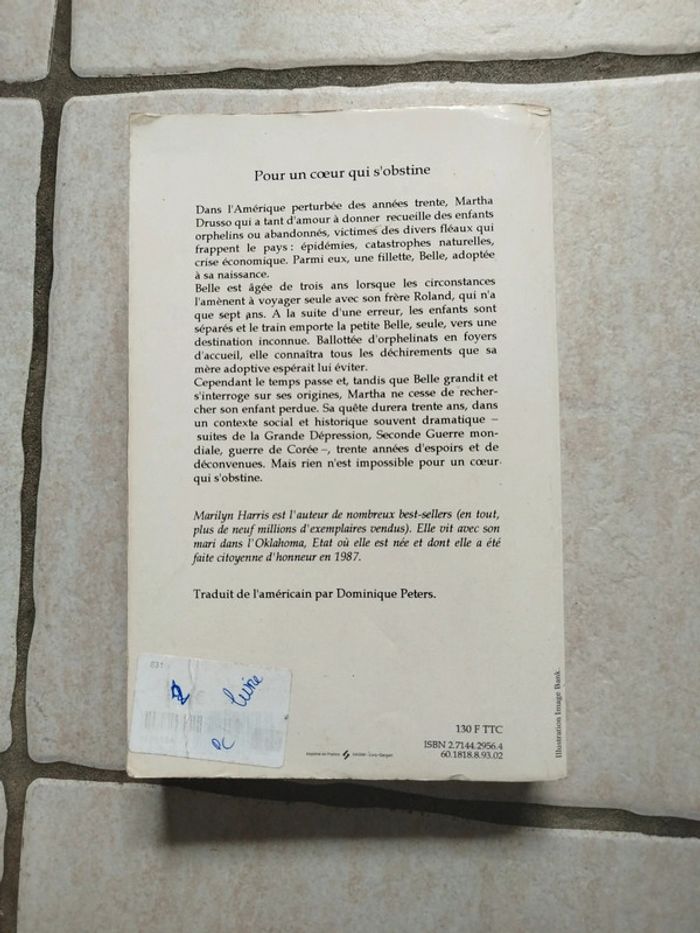 Pour un cœur qui s'obstine
Dans l'Amérique perturbée des années trente, Martha
Drusso qui a tant d'amour à donner recueille des enfants
orphelins ou abandonnés, victimes des divers fléaux qui
frappent le pays : épidémies, catastrophes naturelles,
crise économique. Parmi eux, une fillette, Belle, adoptée
à sa naissance.
Belle est âgée de trois ans lorsque les circonstances
l'amènent à voyager seule avec son frère Roland, qui n'a
que sept ans. A la suite d'une erreur, les enfants sont
séparés et le train emporte la petite Belle, seule, vers une
destination inconnue. Ballottée d'orphelinats en foyers
d'accueil, elle connaîtra tous les déchirements que sa
mère adoptive espérait lui éviter.
Cependant le temps passe et, tandis que Belle grandit et
s'interroge sur ses origines, Martha ne cesse de recher-
cher son enfant perdue. Sa quête durera trente ans, dans
un contexte social et historique souvent dramatique –
suites de la Grande Dépression, Seconde Guerre mon-
diale, guerre de Corée –, trente années d'espoirs et de
déconvenues. Mais rien n'est impossible pour un cœur
qui s'obstine.
Marilyn Harris est l'auteur de nombreux best-sellers (en tout,
plus de neuf millions d'exemplaires vendus). Elle vit avec son
mari dans l'Oklahoma, Etat où elle est née et dont elle a été
faite citoyenne d'honneur en 1987.
Traduit de l'américain par Dominique Peters.
831
livre
PC
130 F TTC
ISBN 2.7144.2956.4
60.1818.8.93.02
Imprimé en France
Illustration Image Bank.